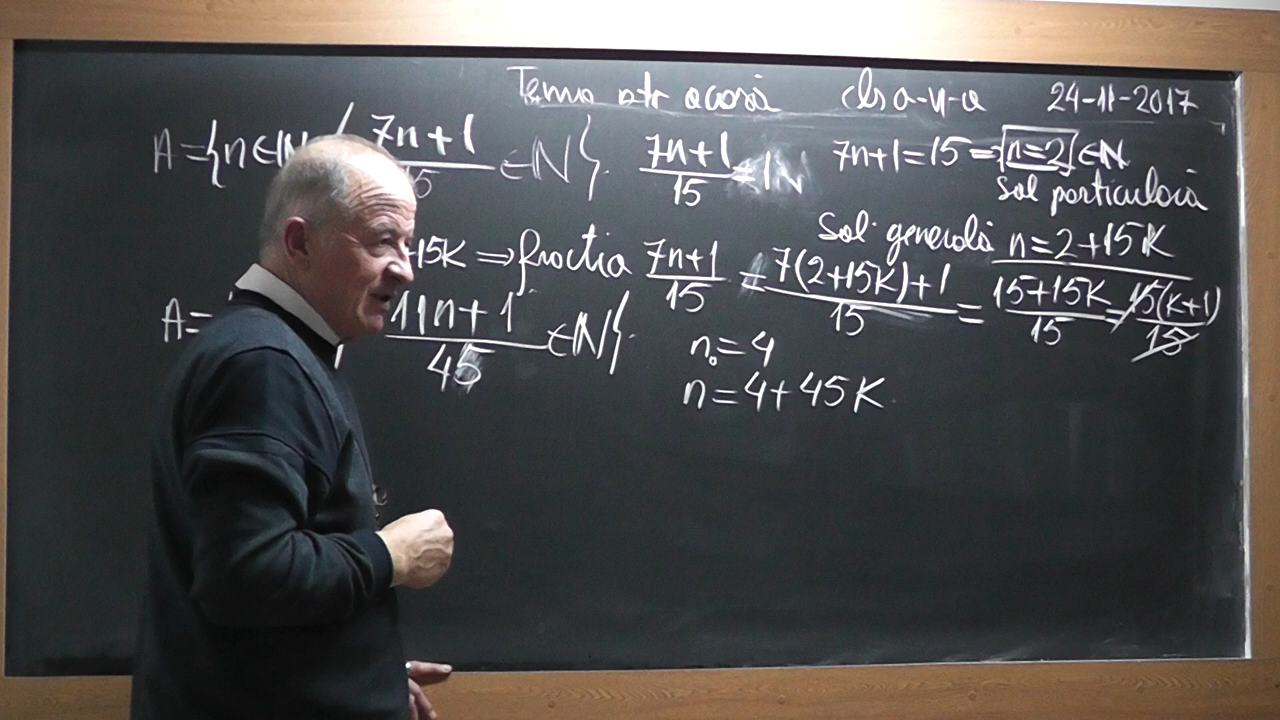 Tema ptr acasă cls a-V-a 24-11-2017
A={n∈N / 7n+1/15 ∈N}. 7n+1/15 = N 7n+1=15 ⇒ n=2 ∈N
Sol particulară
Sol generală n=2+15K
15K ⇒ fracția 7n+1/15 = 7(2+15K)+1/15 = 15+15K/15 = 15(K+1)/15
A= 11n+1/45 ∈N}.
n₀=4
n=4+45K